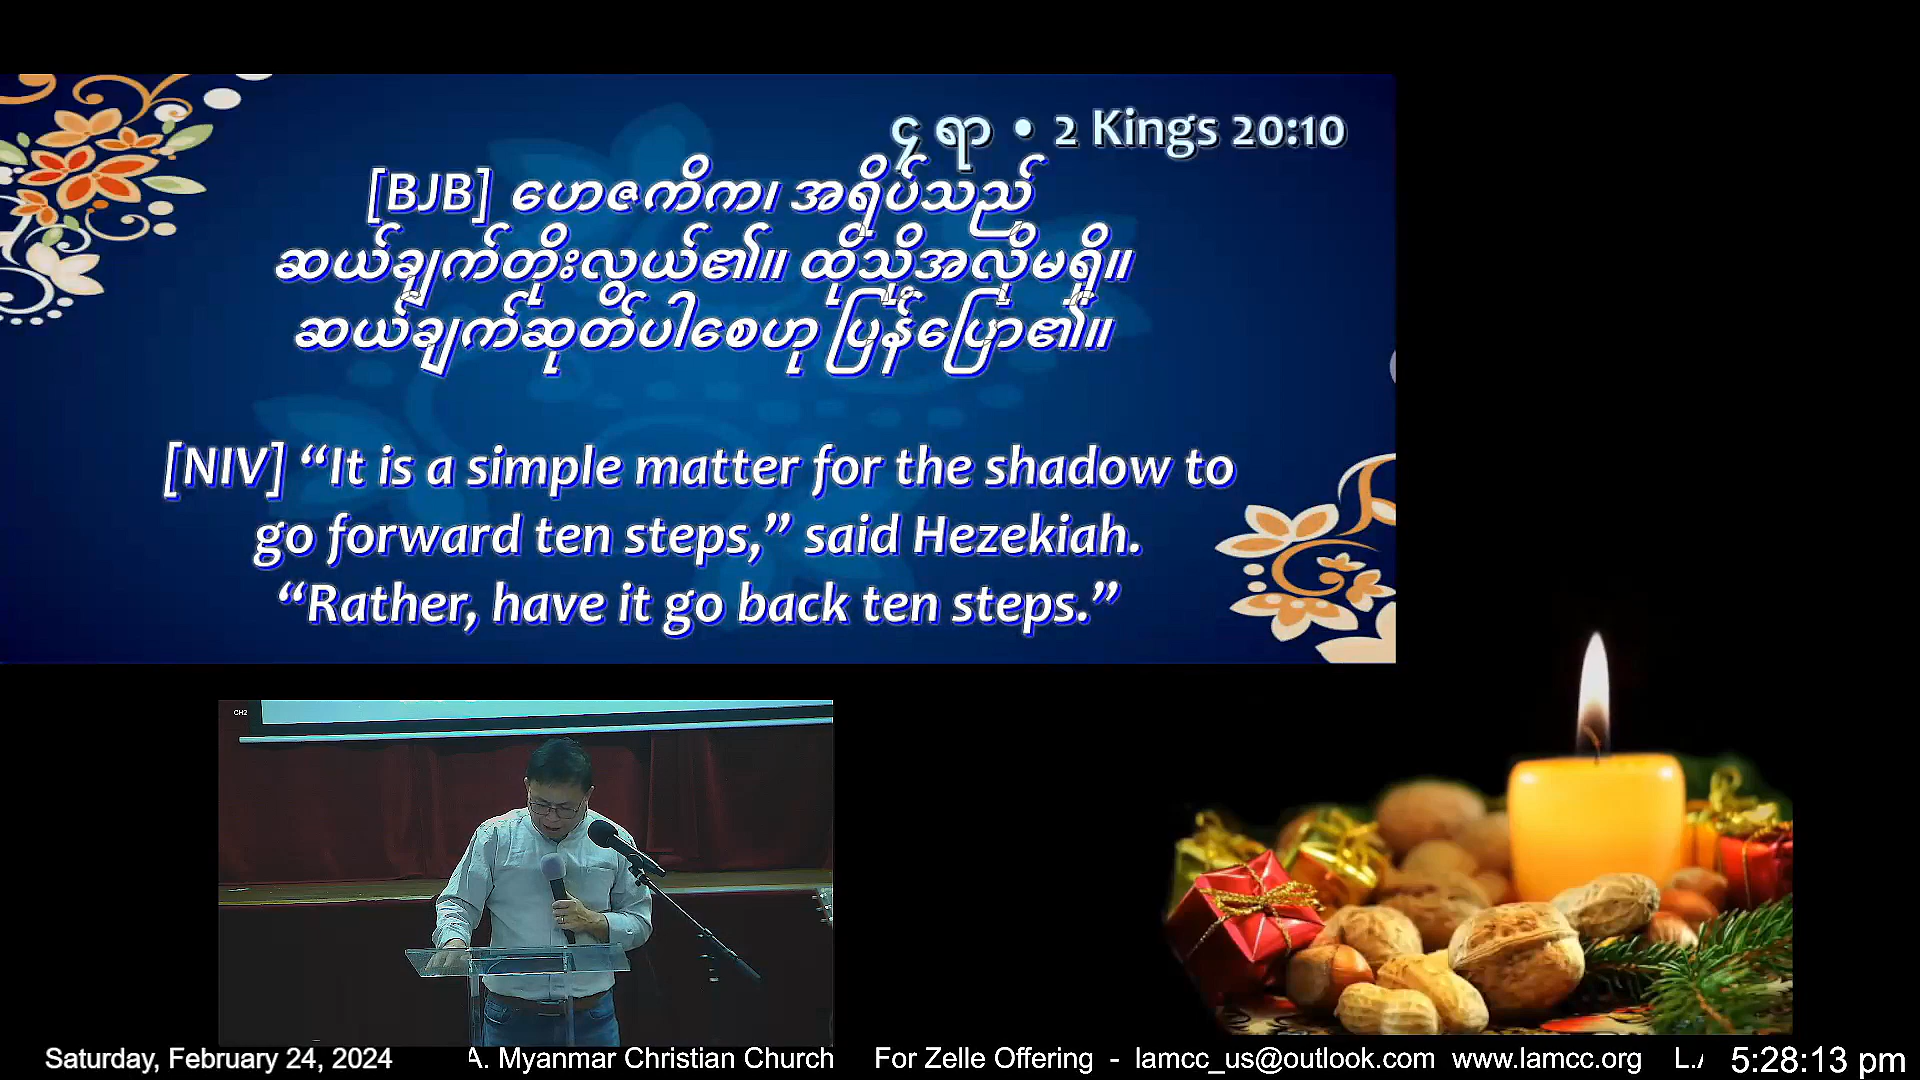 ၄ ရာ • 2 Kings 20:10
[BJB] ဟေဇကိက၊ အရိပ်သည်
ဆယ်ချက်တိုးလွယ်၏။ ထိုသို့အလိုမရှိ။
ဆယ်ချက်ဆုတ်ပါစေဟု ပြန်ပြော၏။
[NIV] “It is a simple matter for the shadow to
go forward ten steps,” said Hezekiah.
“Rather, have it go back ten steps.”
CH2
Saturday, February 24, 2024 A. Myanmar Christian Church For Zelle Offering - lamcc_us@outlook.com www.lamcc.org L.A 5:28:13 pm